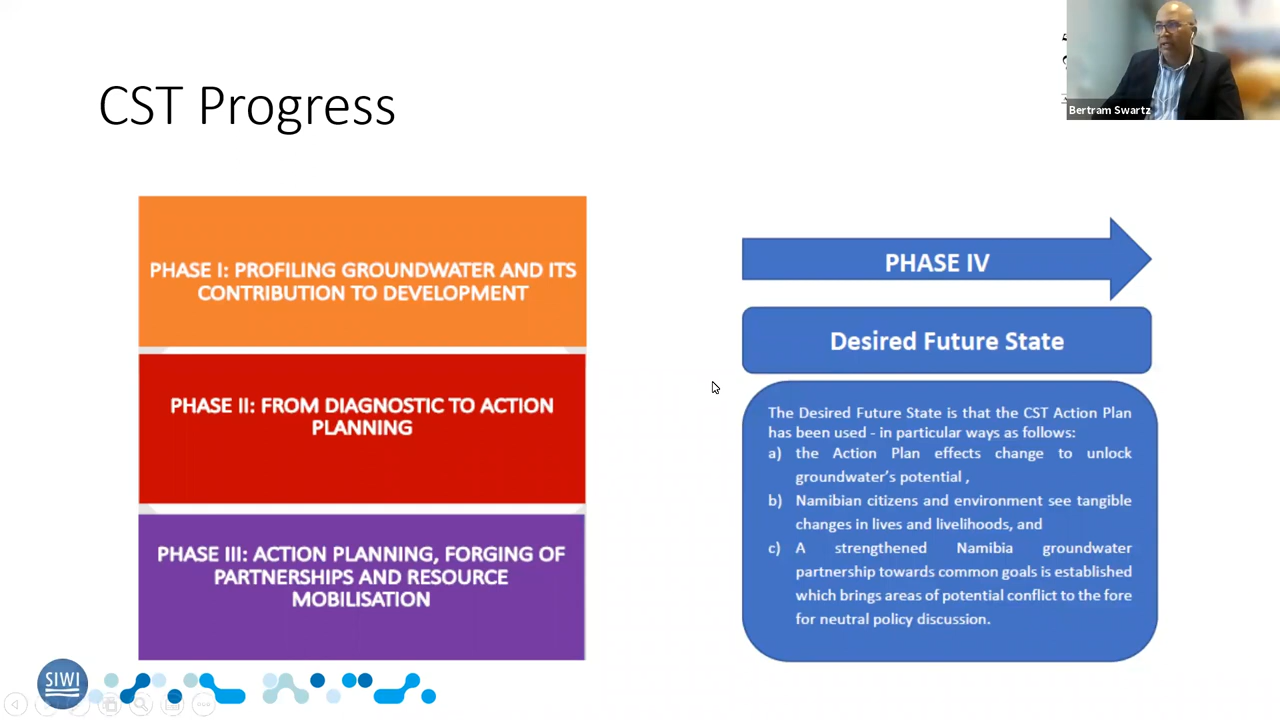 Bertram Swartz
CST Progress
PHASE I: PROFILING GROUNDWATER AND ITS
CONTRIBUTION TO DEVELOPMENT
PHASE II: FROM DIAGNOSTIC TO ACTION
PLANNING
PHASE III: ACTION PLANNING, FORGING OF
PARTNERSHIPS AND RESOURCE
MOBILISATION
PHASE IV
Desired Future State
The Desired Future State is that the CST Action Plan
has been used - in particular ways as follows:
a) the Action Plan effects change to unlock
groundwater's potential ,
b) Namibian citizens and environment see tangible
changes in lives and livelihoods, and
c) A strengthened Namibia groundwater
partnership towards common goals is established
which brings areas of potential conflict to the fore
for neutral policy discussion.
SIWI